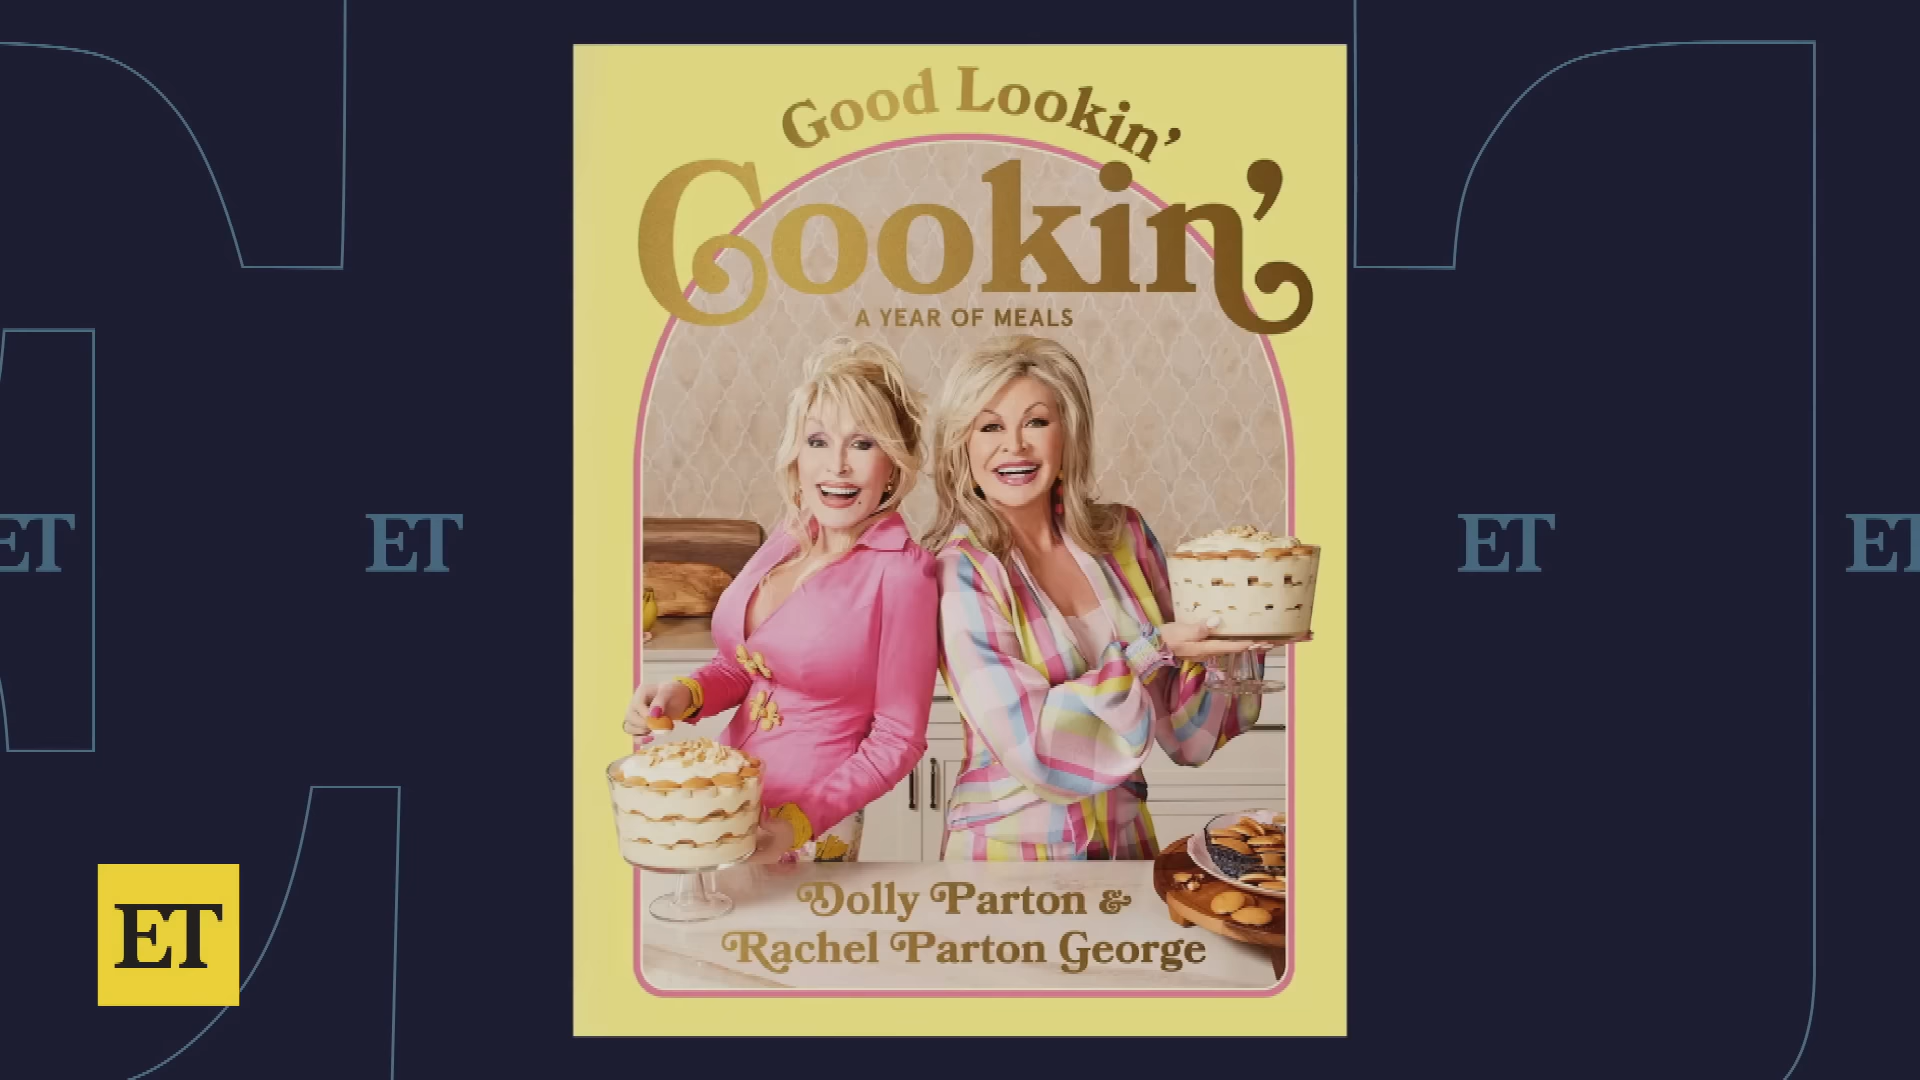 Good Lookin'
Cookin'
A YEAR OF MEALS
ET
ET
ET
ET
Dolly Parton &
Rachel Parton George
ET